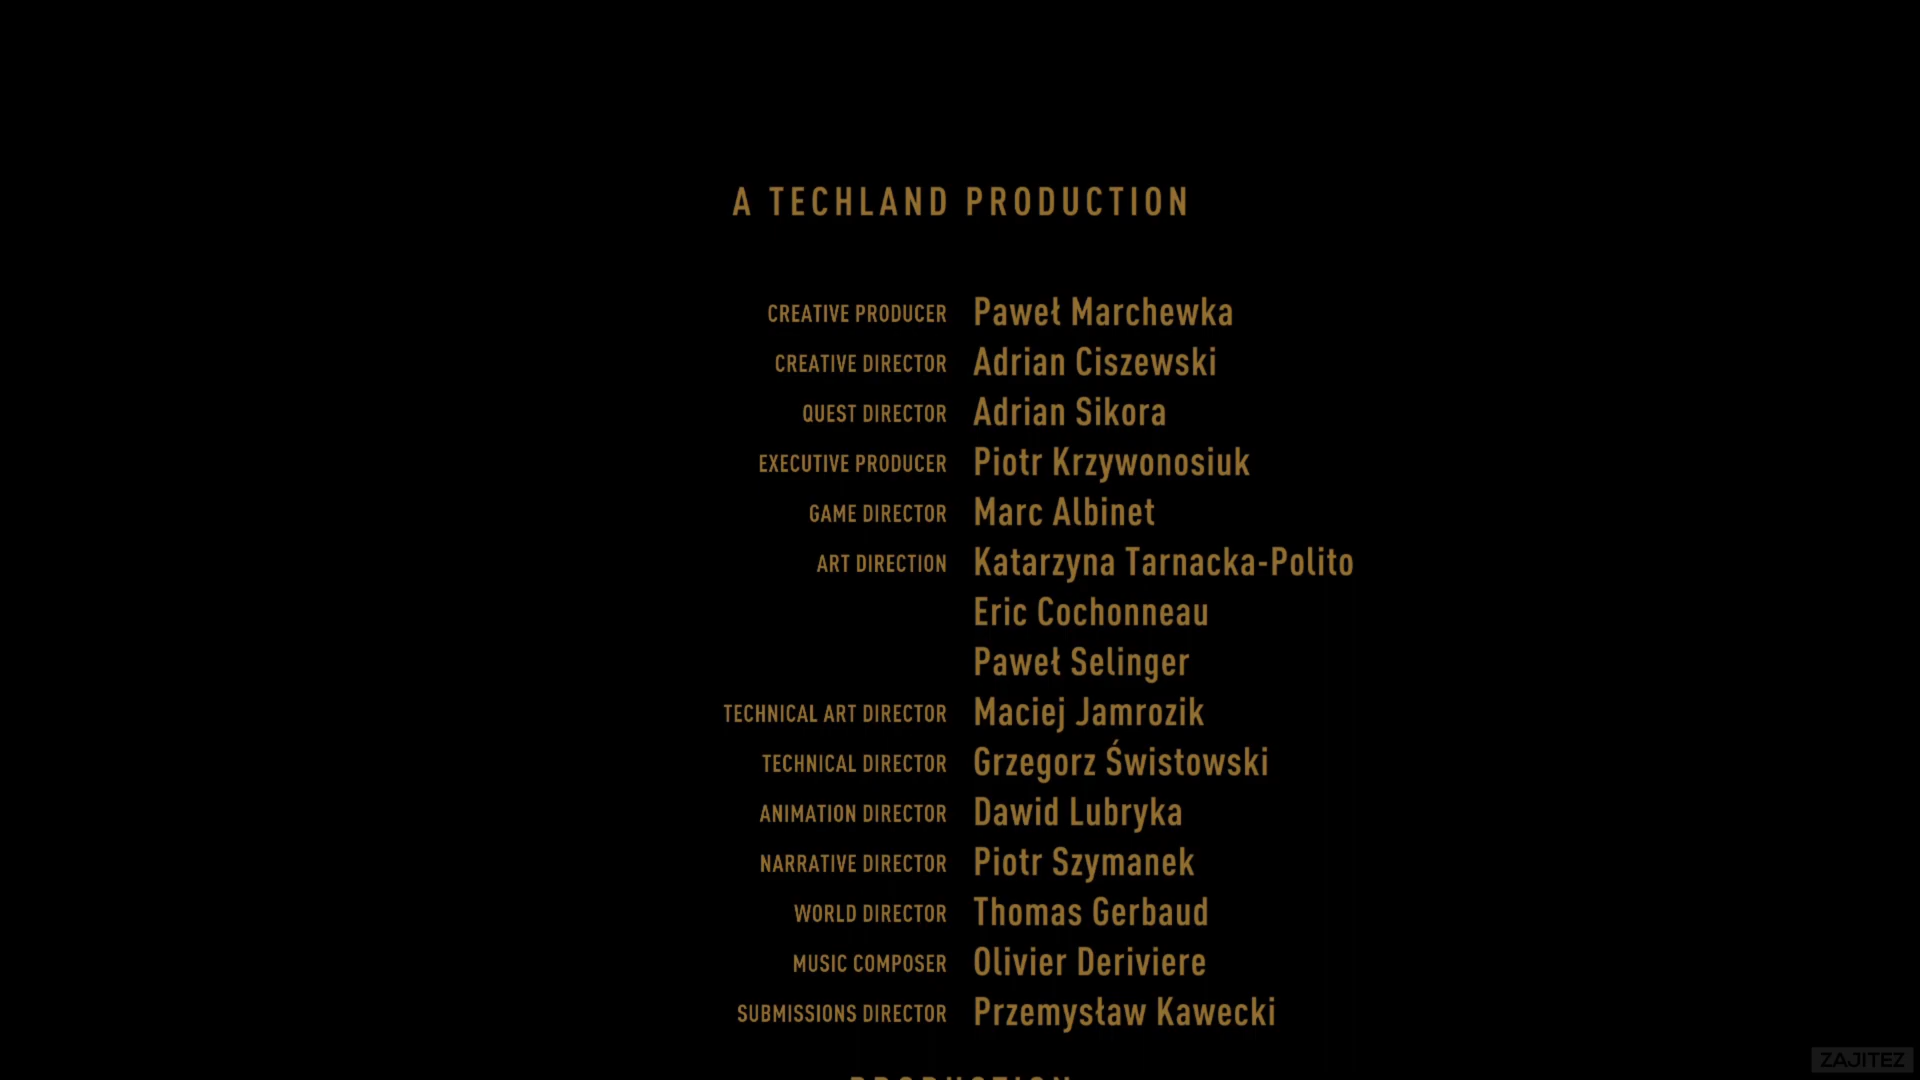 A TECHLAND PRODUCTION
CREATIVE PRODUCER Paweł Marchewka
CREATIVE DIRECTOR Adrian Ciszewski
QUEST DIRECTOR Adrian Sikora
EXECUTIVE PRODUCER Piotr Krzywonosiuk
GAME DIRECTOR Marc Albinet
ART DIRECTION Katarzyna Tarnacka-Polito
Eric Cochonneau
Paweł Selinger
TECHNICAL ART DIRECTOR Maciej Jamrozik
TECHNICAL DIRECTOR Grzegorz Świstowski
ANIMATION DIRECTOR Dawid Lubryka
NARRATIVE DIRECTOR Piotr Szymanek
WORLD DIRECTOR Thomas Gerbaud
MUSIC COMPOSER Olivier Deriviere
SUBMISSIONS DIRECTOR Przemysław Kawecki
ZAJITEZ
PRODUCTION